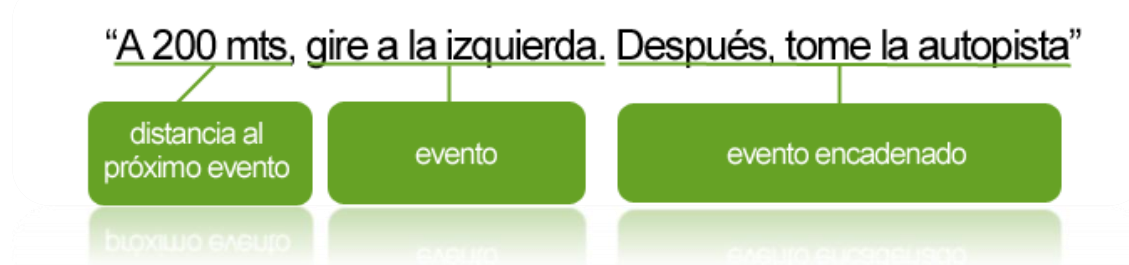 “A 200 mts, gire a la izquierda. Después, tome la autopista”
distancia al
próximo evento
evento
evento encadenado